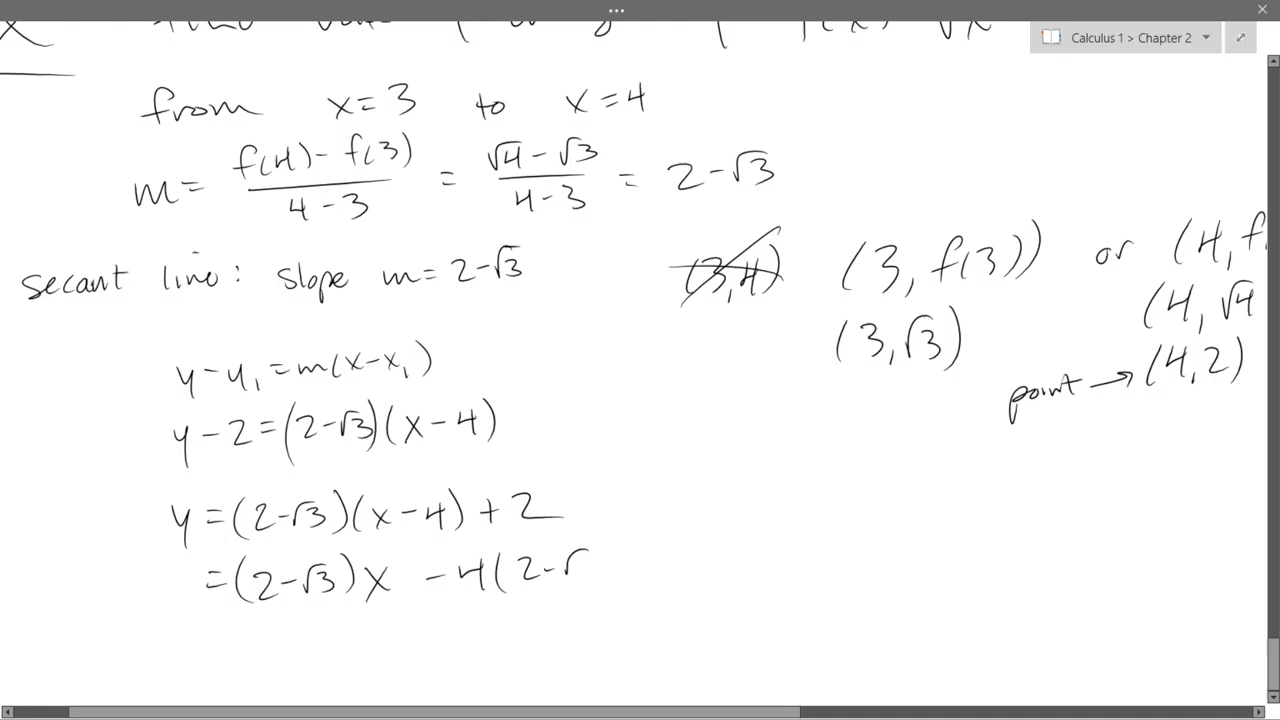 Calculus 1 > Chapter 2
from x=3 to x=4
m= f(4)-f(3) / 4-3 = √4-√3 / 4-3 = 2-√3
secant line: slope m=2-√3 (3,4) (3, f(3)) or (4, f
(3, √3) (4, √4
point → (4,2)
y-y₁=m(x-x₁)
y-2=(2-√3)(x-4)
y=(2-√3)(x-4)+2
=(2-√3)x -4(2-√